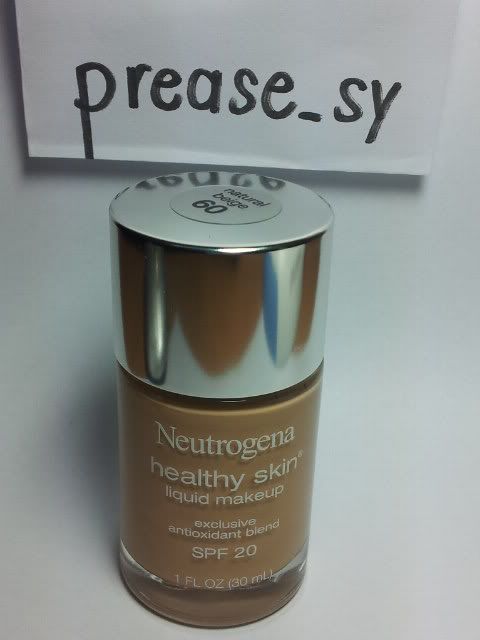 prease_sy
natural
beige
60
Neutrogena
healthy skin®
liquid makeup
exclusive
antioxidant blend
SPF 20
1 FL OZ (30 mL)